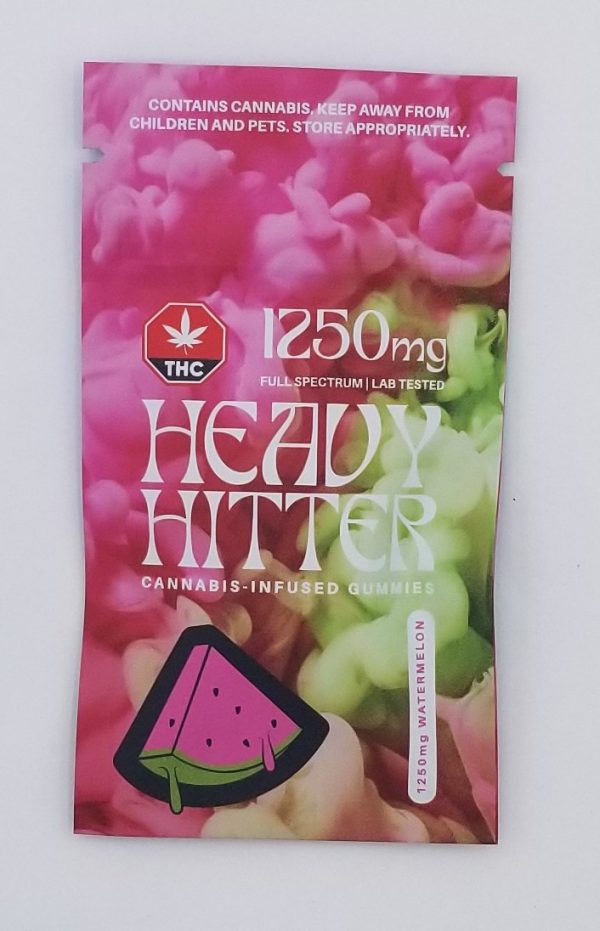 CONTAINS CANNABIS, KEEP AWAY FROM
CHILDREN AND PETS. STORE APPROPRIATELY.
THC
1250mg
FULL SPECTRUM | LAB TESTED
HEAVY
HITTER
CANNABIS-INFUSED GUMMIES
1250mg WATERMELON